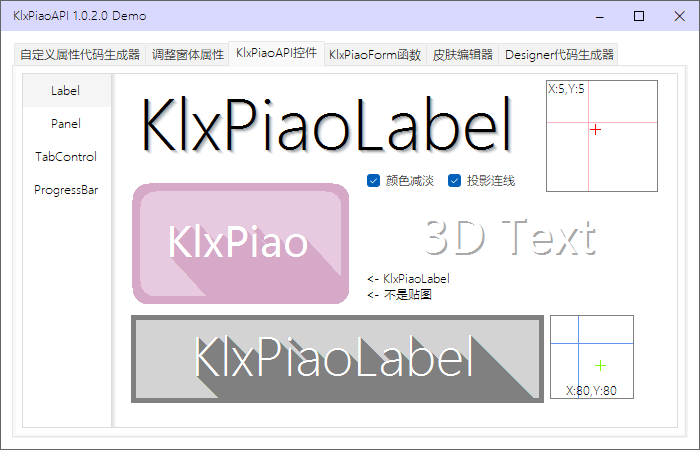 KlxPiaoAPI 1.0.2.0 Demo
自定义属性代码生成器 调整窗体属性 KlxPiaoAPI控件 KlxPiaoForm函数 皮肤编辑器 Designer代码生成器
Label
Panel
TabControl
ProgressBar
KlxPiaoLabel
X:5,Y:5
颜色减淡 投影连线
KlxPiao
3D Text
<- KlxPiaoLabel
<- 不是贴图
KlxPiaoLabel
X:80,Y:80